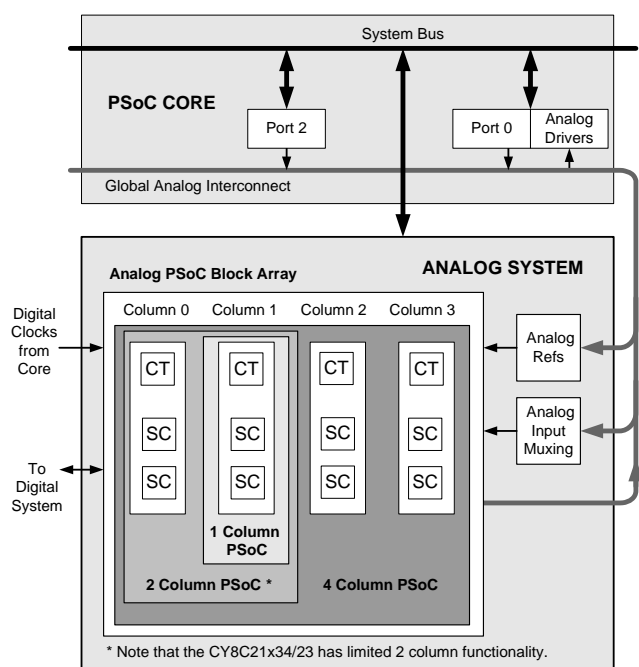 System Bus
PSoC CORE
Port 2
Port 0
Analog
Drivers
Global Analog Interconnect
ANALOG SYSTEM
Analog PSoC Block Array
Column 0
Column 1
Column 2
Column 3
Digital
Clocks
from
Core
CT
CT
CT
CT
Analog
Refs
SC
SC
SC
SC
Analog
Input
Muxing
To
Digital
System
SC
SC
SC
SC
1 Column
PSoC
2 Column PSoC *
4 Column PSoC
* Note that the CY8C21x34/23 has limited 2 column functionality.